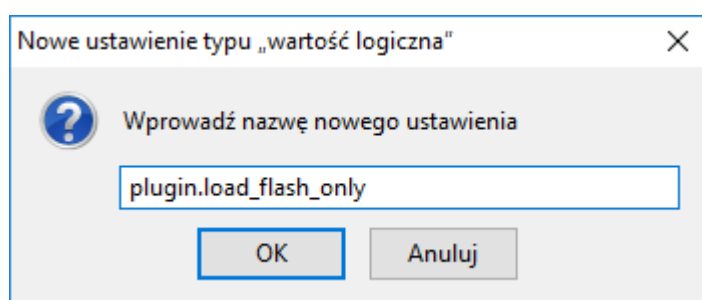 Nowe ustawienie typu „wartość logiczna”
Wprowadź nazwę nowego ustawienia
plugin.load_flash_only
OK Anuluj